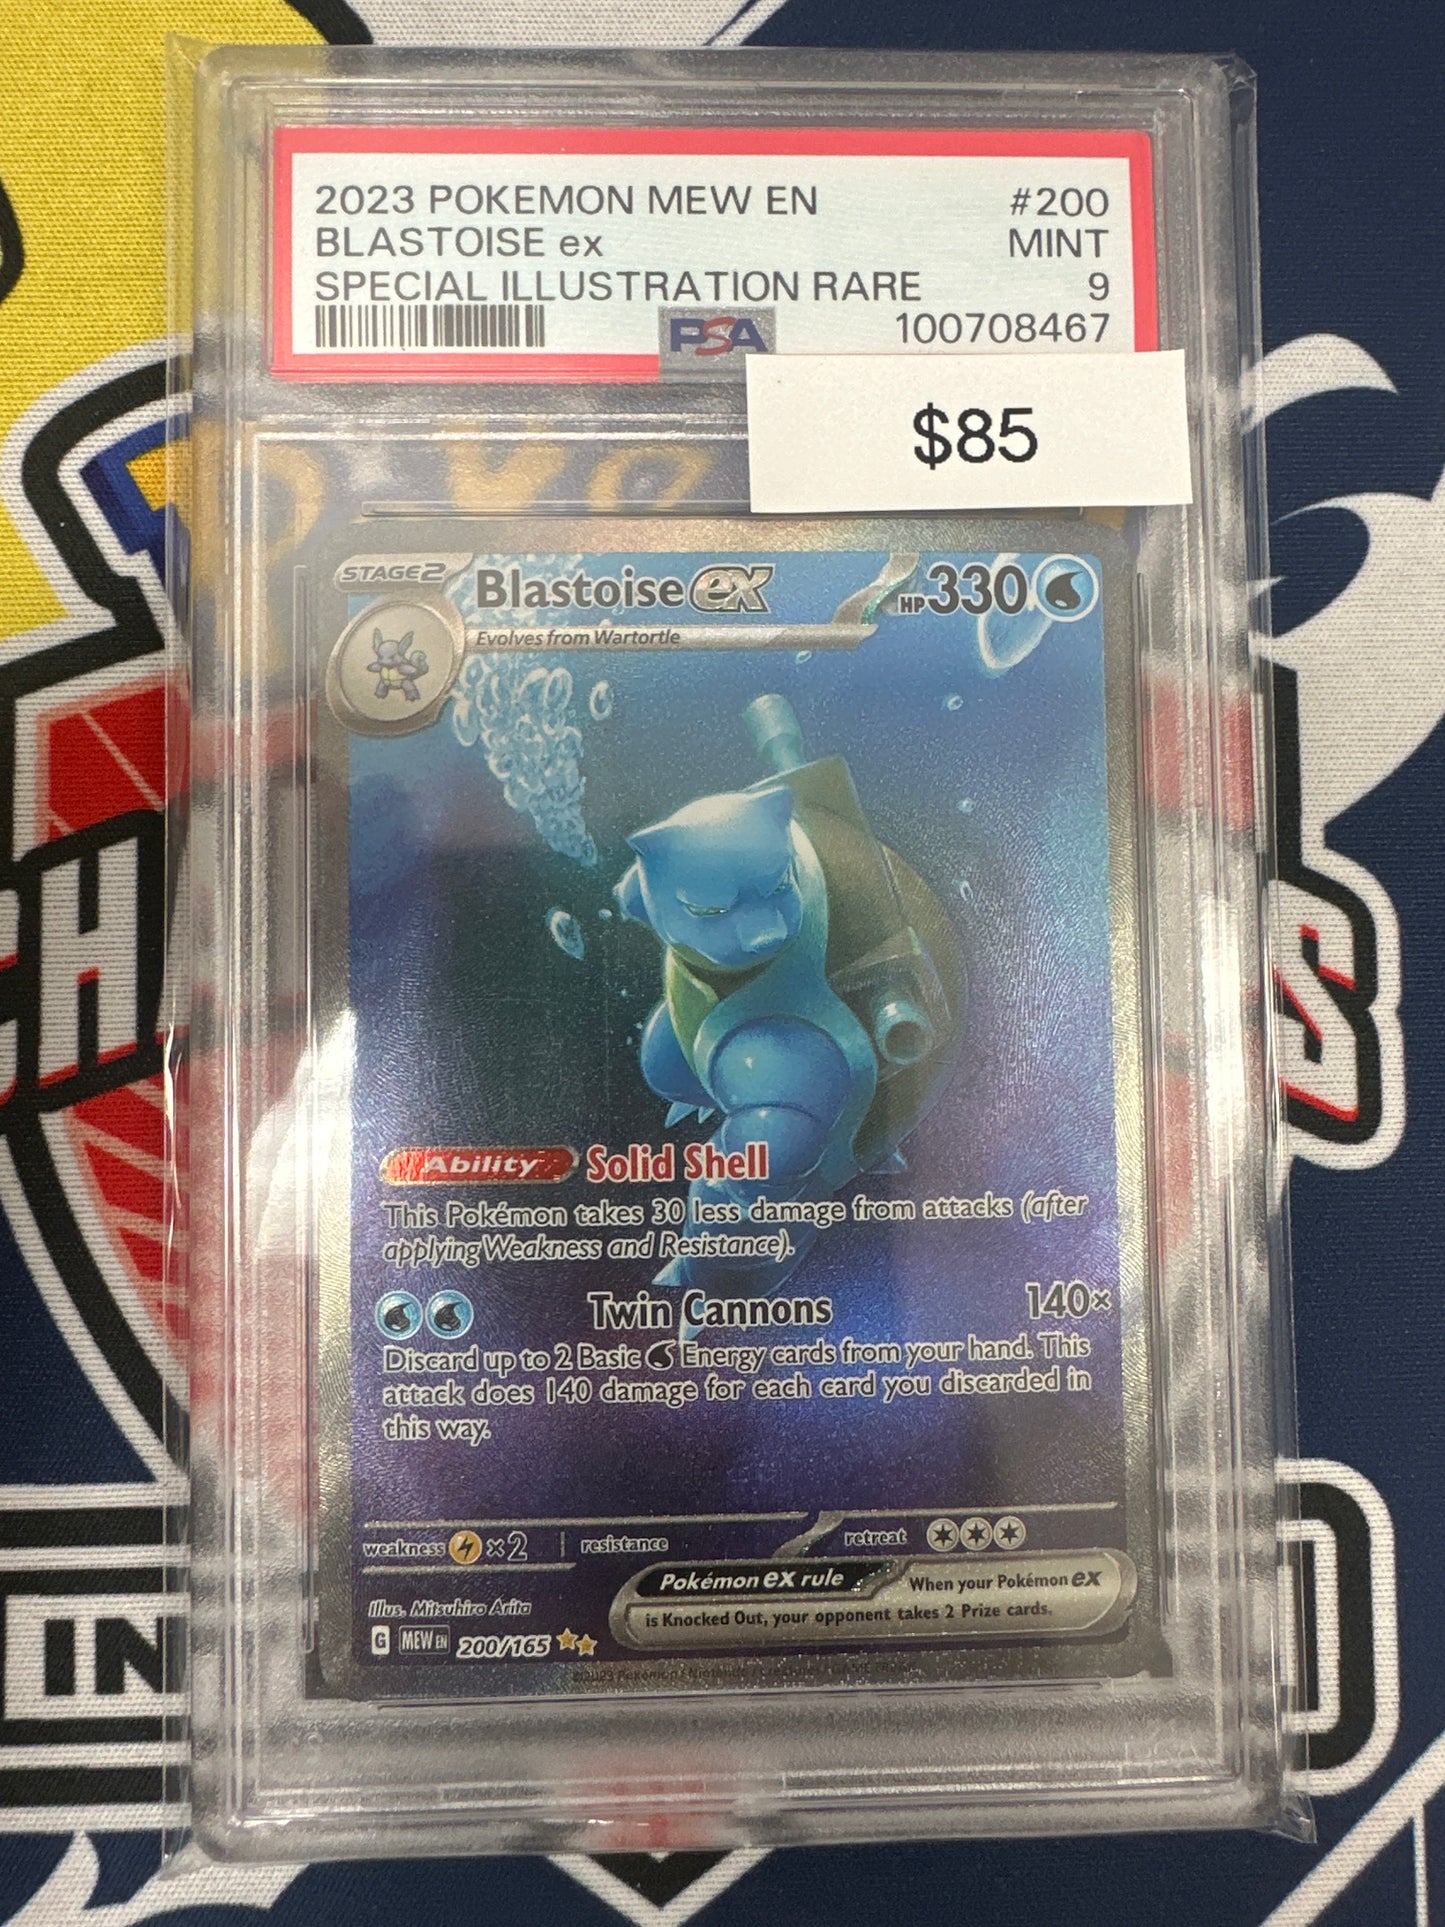 2023 POKEMON MEW EN #200
BLASTOISE ex MINT
SPECIAL ILLUSTRATION RARE 9
PSA 100708467
$85
STAGE2 Blastoise ex HP330
Evolves from Wartortle
Ability Solid Shell
This Pokémon takes 30 less damage from attacks (after
applying Weakness and Resistance).
Twin Cannons 140×
Discard up to 2 Basic Energy cards from your hand. This
attack does 140 damage for each card you discarded in
this way.
weakness ×2 resistance retreat
Pokémon ex rule When your Pokémon ex
is Knocked Out, your opponent takes 2 Prize cards.
Illus. Mitsuhiro Arita
G MEW EN 200/165